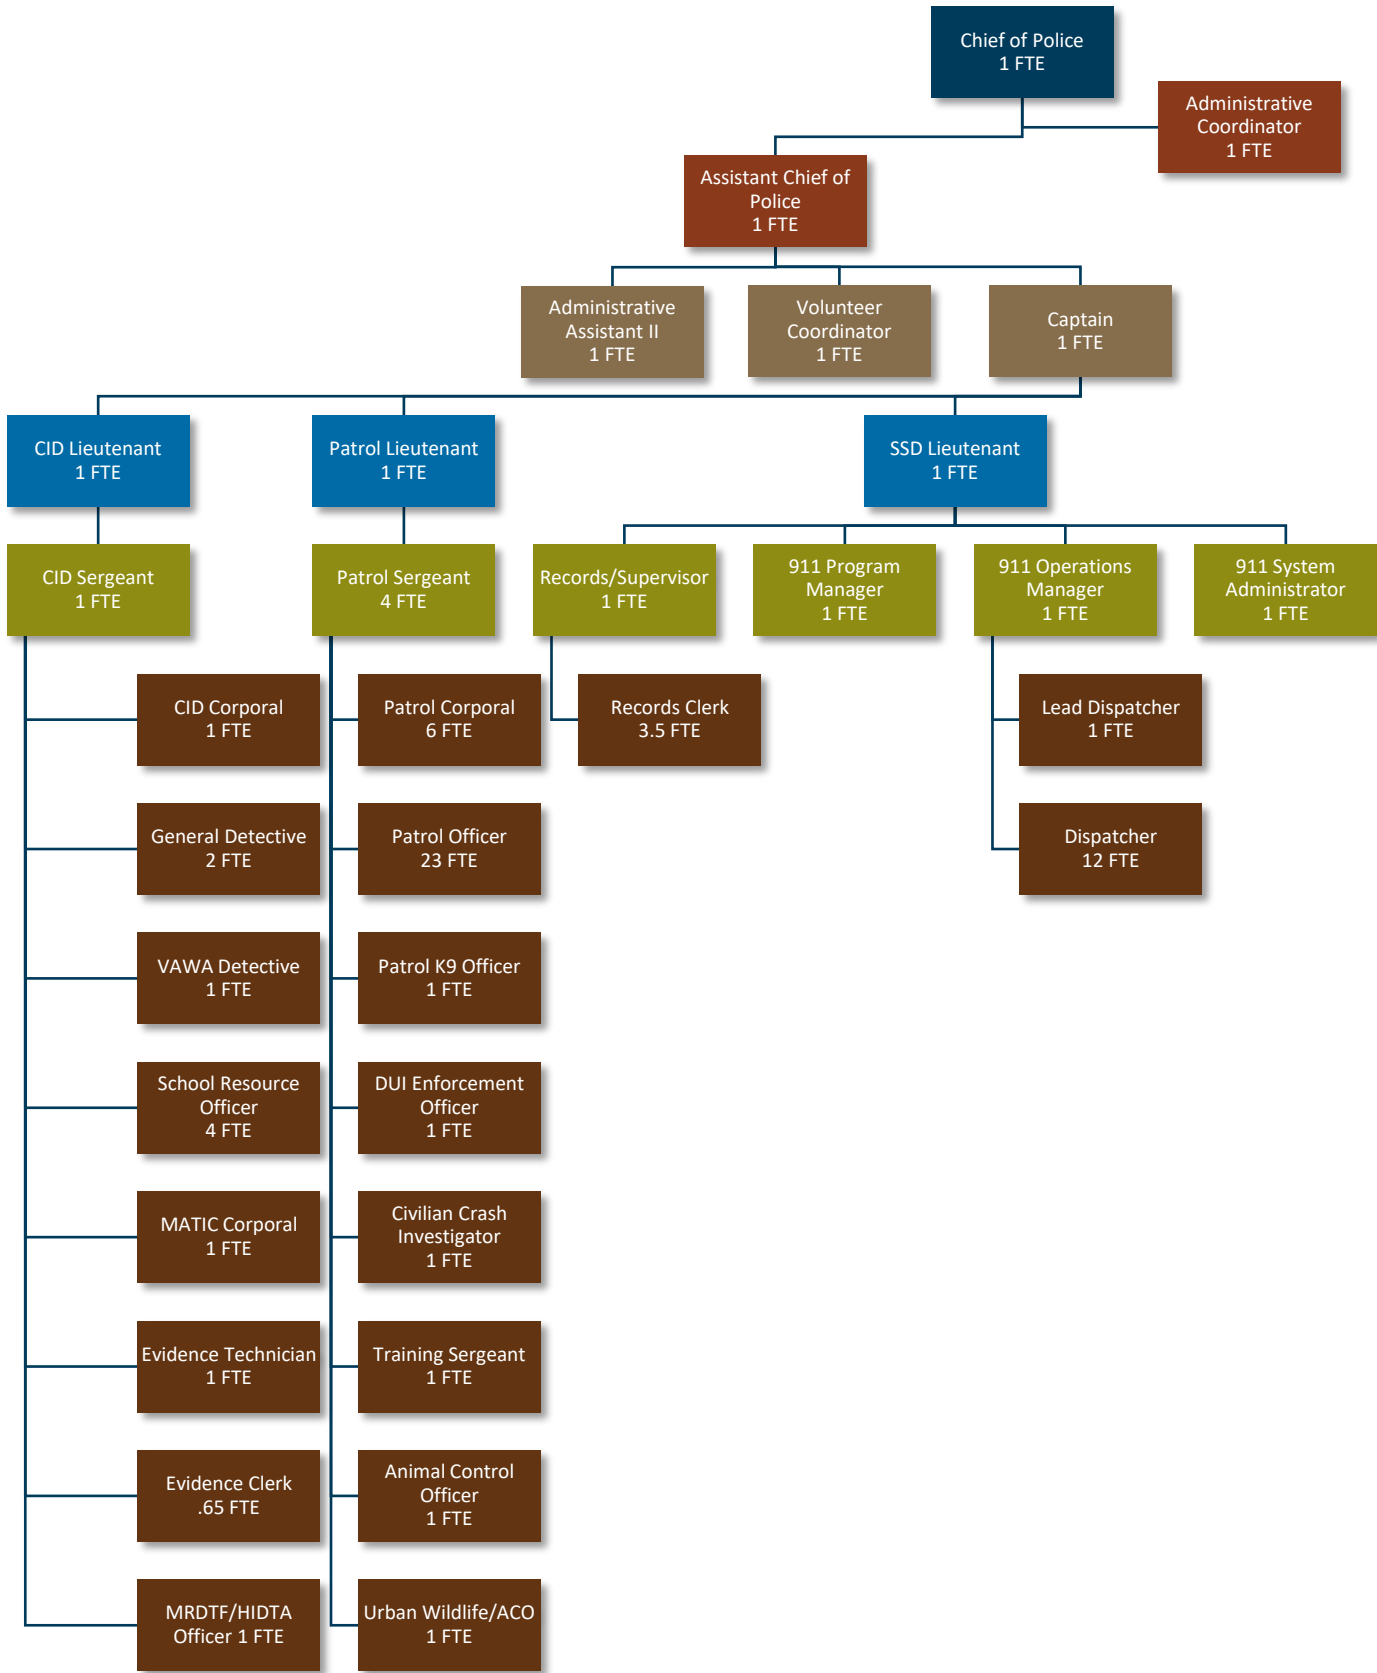 Chief of Police
1 FTE
Administrative
Coordinator
1 FTE
Assistant Chief of
Police
1 FTE
Administrative
Assistant II
1 FTE
Volunteer
Coordinator
1 FTE
Captain
1 FTE
CID Lieutenant
1 FTE
Patrol Lieutenant
1 FTE
SSD Lieutenant
1 FTE
CID Sergeant
1 FTE
Patrol Sergeant
4 FTE
Records/Supervisor
1 FTE
911 Program
Manager
1 FTE
911 Operations
Manager
1 FTE
911 System
Administrator
1 FTE
CID Corporal
1 FTE
Patrol Corporal
6 FTE
Records Clerk
3.5 FTE
Lead Dispatcher
1 FTE
General Detective
2 FTE
Patrol Officer
23 FTE
Dispatcher
12 FTE
VAWA Detective
1 FTE
Patrol K9 Officer
1 FTE
School Resource
Officer
4 FTE
DUI Enforcement
Officer
1 FTE
MATIC Corporal
1 FTE
Civilian Crash
Investigator
1 FTE
Evidence Technician
1 FTE
Training Sergeant
1 FTE
Evidence Clerk
.65 FTE
Animal Control
Officer
1 FTE
MRDTF/HIDTA
Officer 1 FTE
Urban Wildlife/ACO
1 FTE